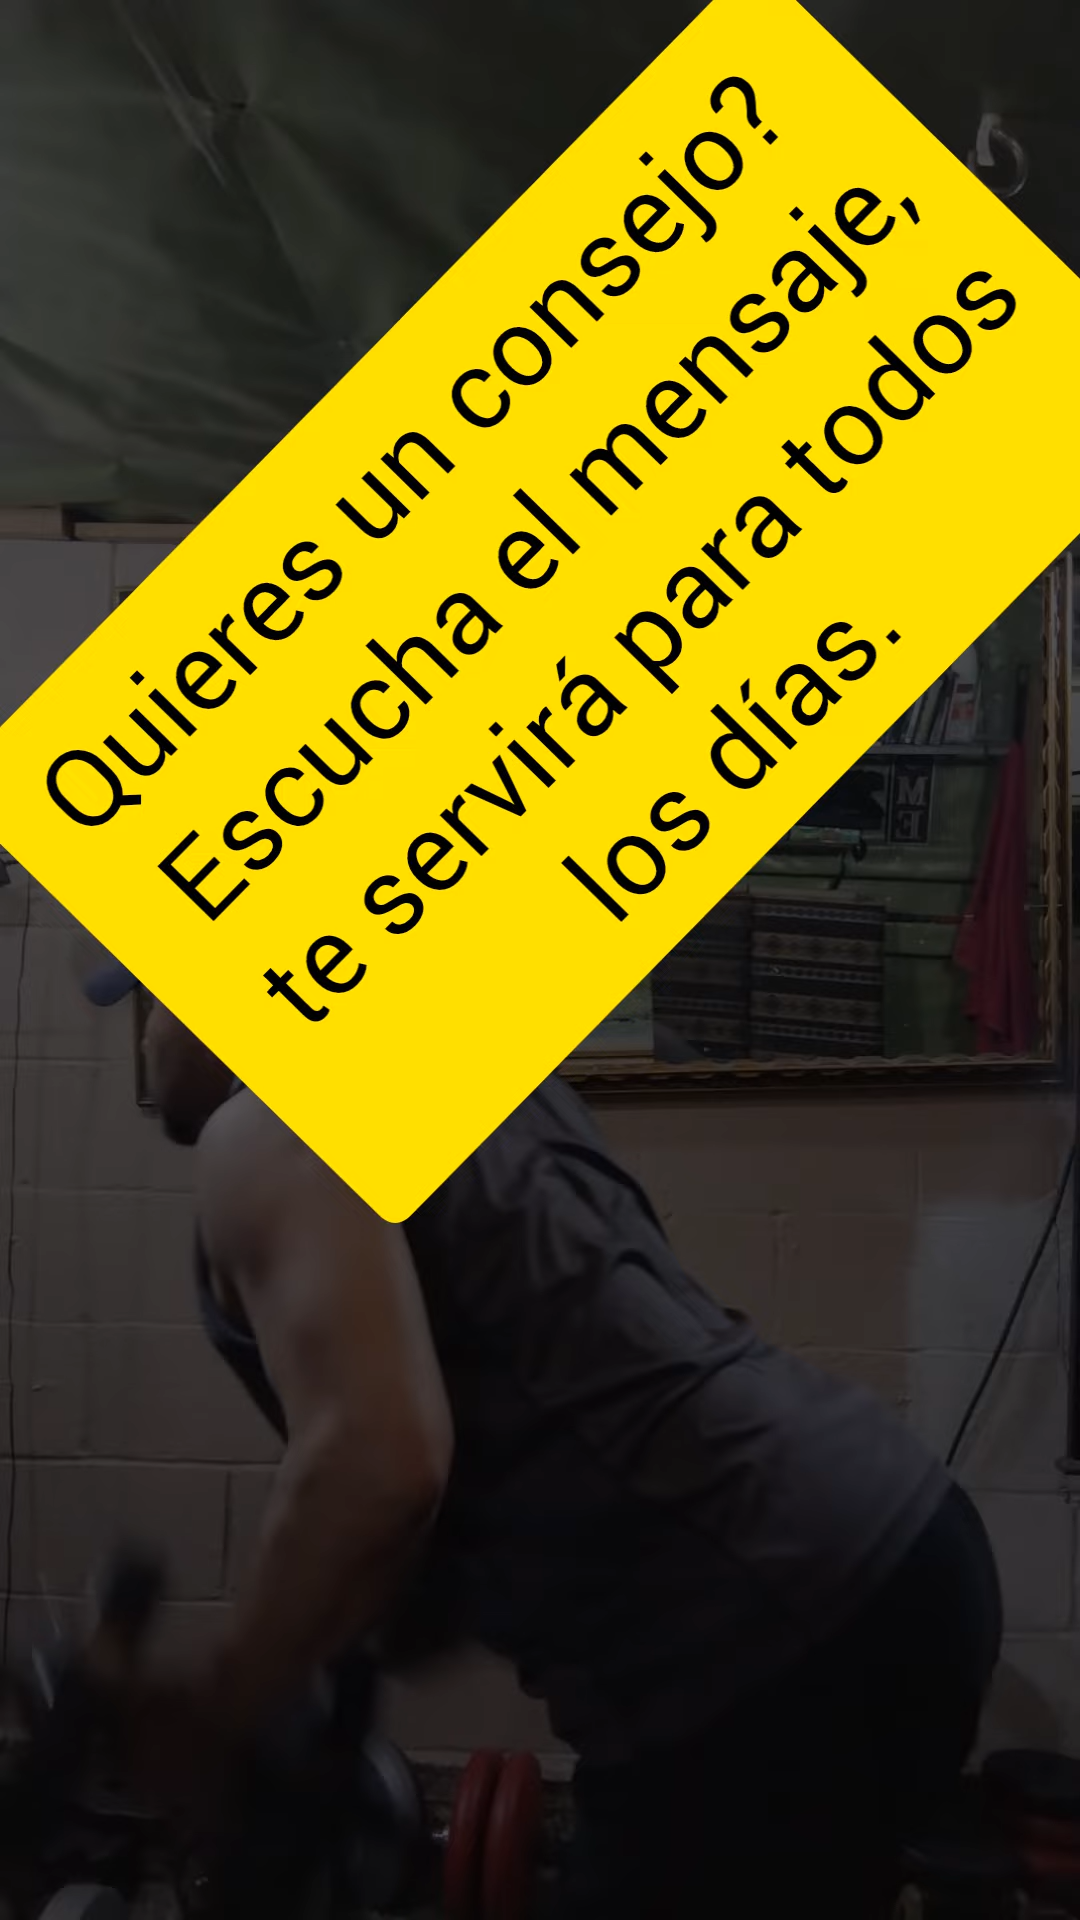 Quieres un consejo?
Escucha el mensaje,
te servirá para todos
los días.